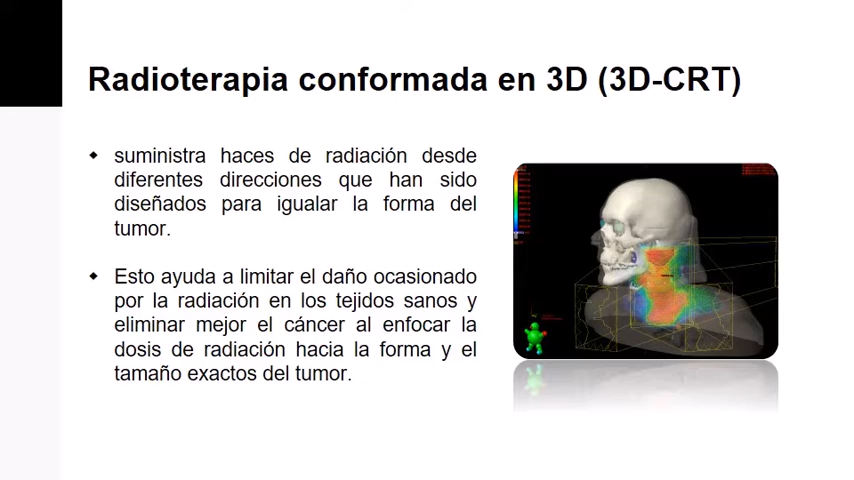 Radioterapia conformada en 3D (3D-CRT)
suministra haces de radiación desde
diferentes direcciones que han sido
diseñados para igualar la forma del
tumor.
Esto ayuda a limitar el daño ocasionado
por la radiación en los tejidos sanos y
eliminar mejor el cáncer al enfocar la
dosis de radiación hacia la forma y el
tamaño exactos del tumor.